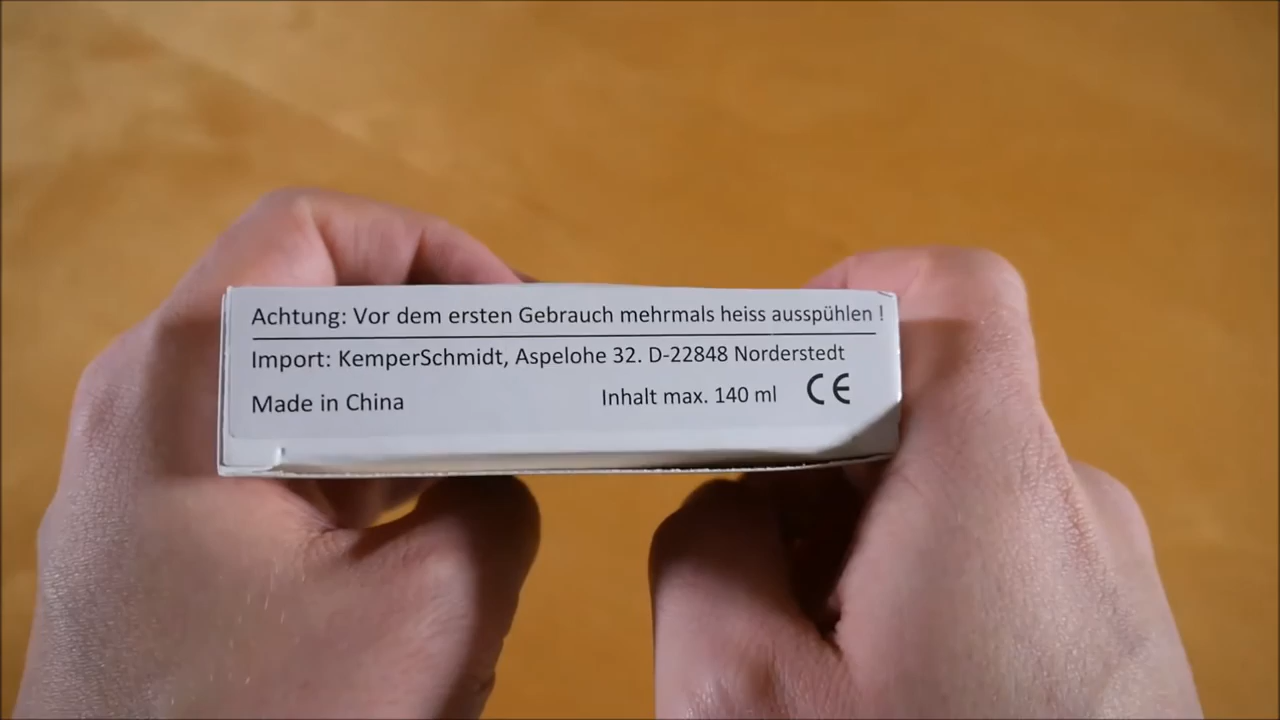 Achtung: Vor dem ersten Gebrauch mehrmals heiss ausspühlen !
Import: KemperSchmidt, Aspelohe 32. D-22848 Norderstedt
Made in China Inhalt max. 140 ml CE